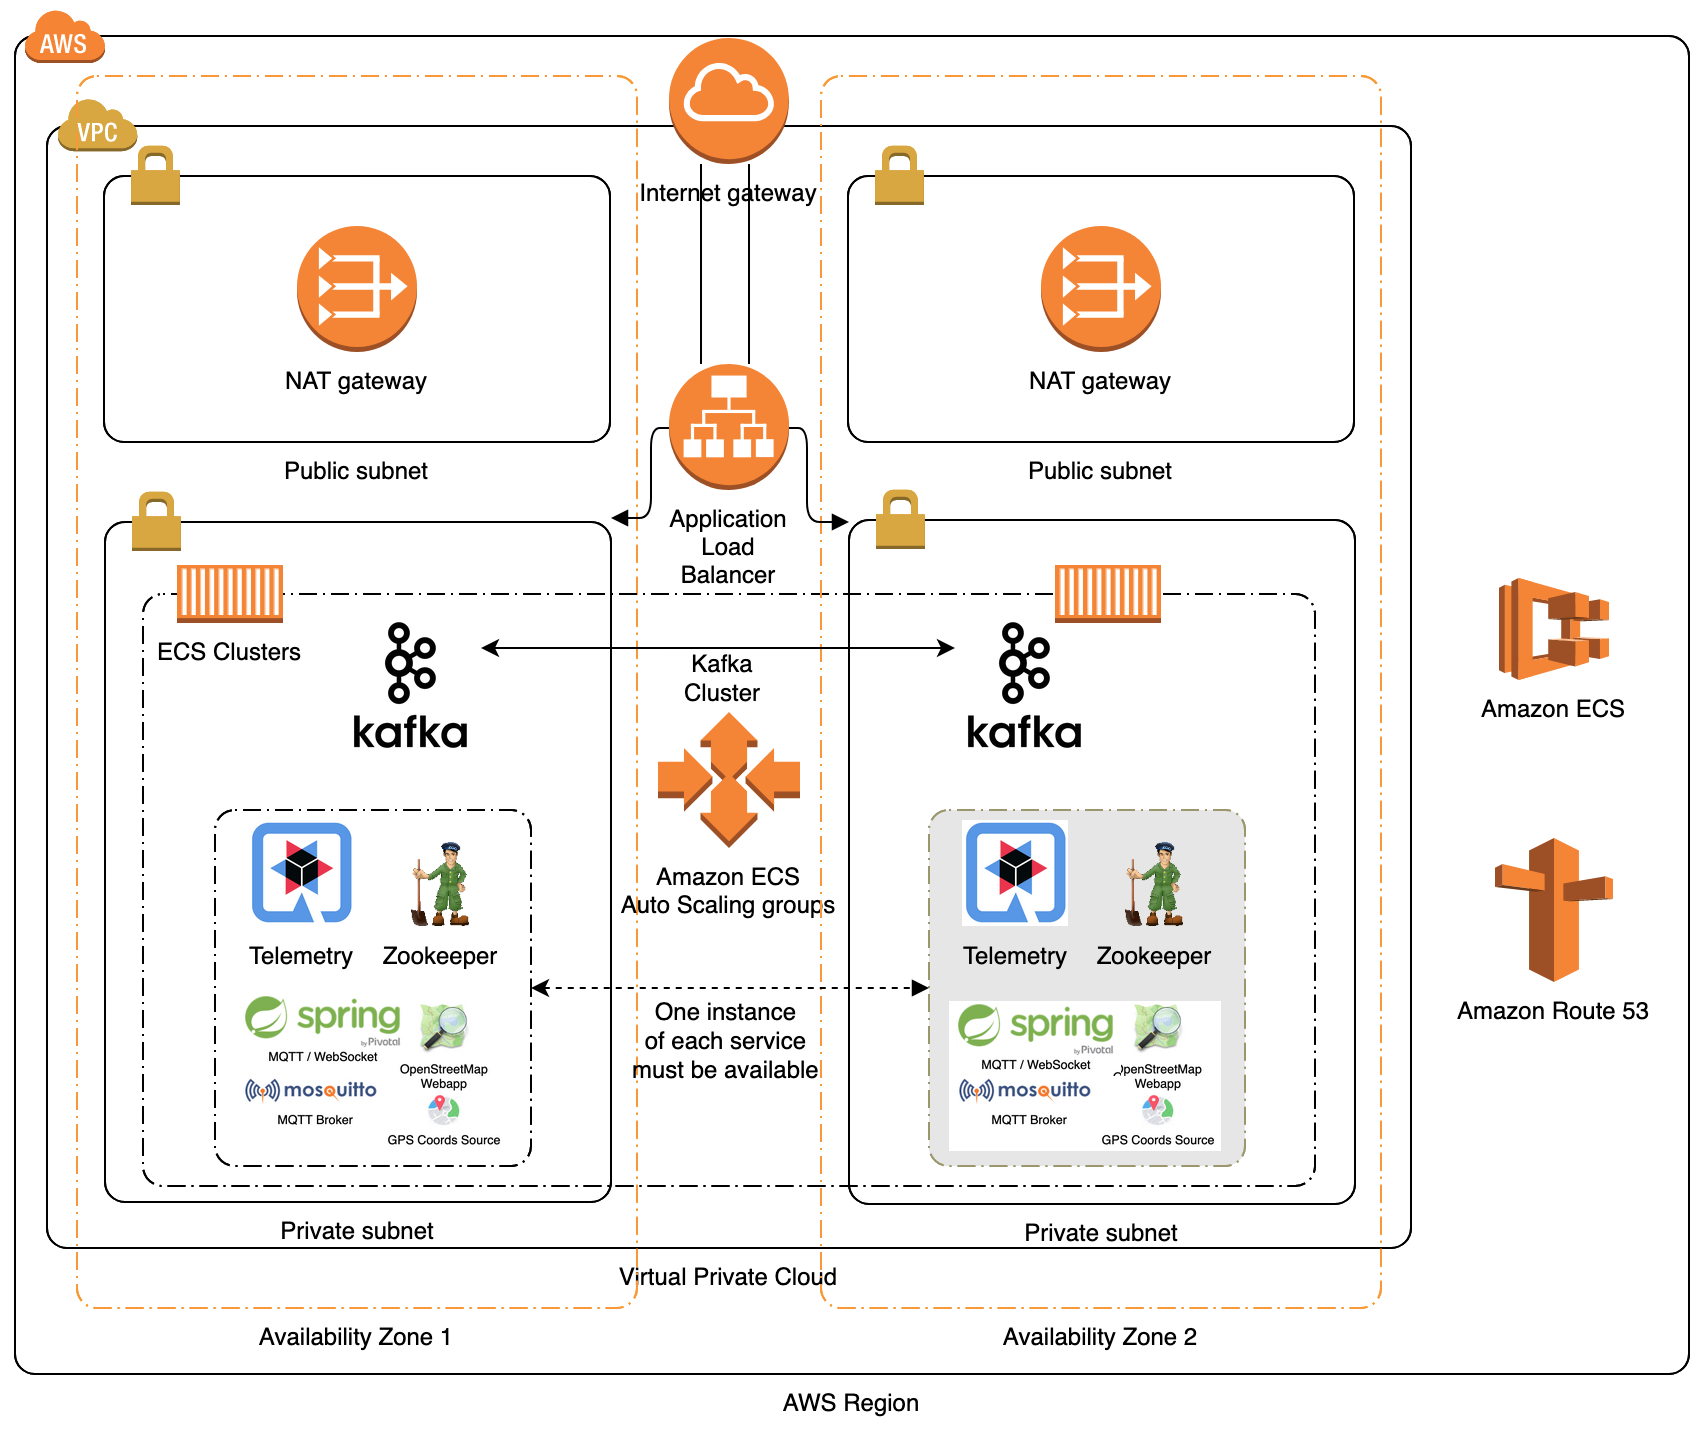 AWS
VPC
Internet gateway
NAT gateway
NAT gateway
Public subnet
Public subnet
Application
Load
Balancer
ECS Clusters
Kafka
Cluster
kafka
kafka
Amazon ECS
Amazon ECS
Auto Scaling groups
Telemetry
Zookeeper
Telemetry
Zookeeper
One instance
of each service
must be available
Amazon Route 53
spring
by Pivotal
MQTT / WebSocket
OpenStreetMap
Webapp
mosquitto
MQTT Broker
GPS Coords Source
spring
by Pivotal
MQTT / WebSocket
OpenStreetMap
Webapp
mosquitto
MQTT Broker
GPS Coords Source
Private subnet
Private subnet
Virtual Private Cloud
Availability Zone 1
Availability Zone 2
AWS Region